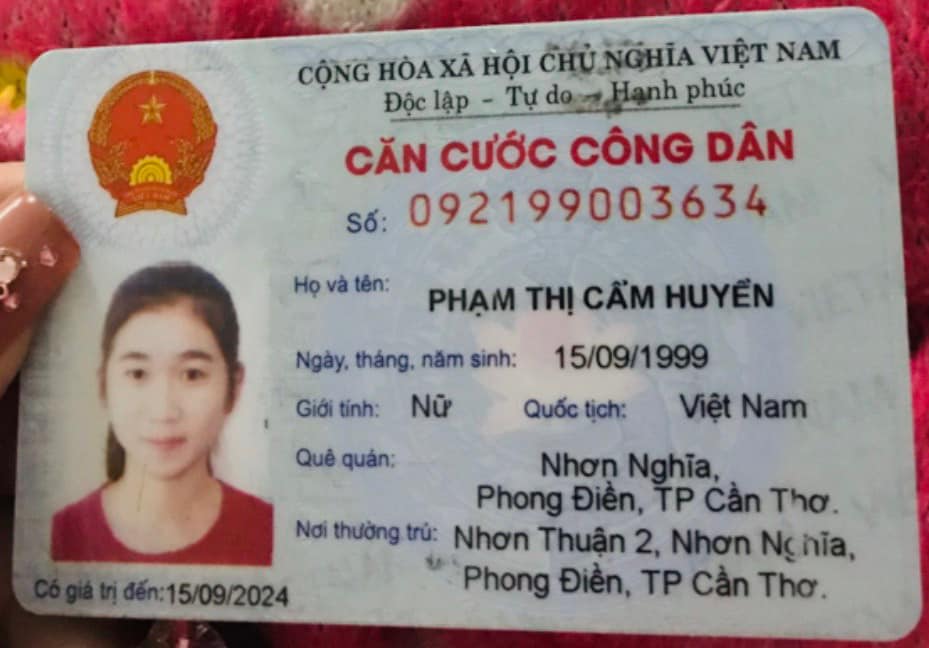 CỘNG HÒA XÃ HỘI CHỦ NGHĨA VIỆT NAM
Độc lập - Tự do - Hạnh phúc
CĂN CƯỚC CÔNG DÂN
Số: 092199003634
Họ và tên: PHẠM THỊ CẨM HUYỀN
Ngày, tháng, năm sinh: 15/09/1999
Giới tính: Nữ Quốc tịch: Việt Nam
Quê quán: Nhơn Nghĩa,
Phong Điền, TP Cần Thơ.
Nơi thường trú: Nhơn Thuận 2, Nhơn Nghĩa,
Phong Điền, TP Cần Thơ.
Có giá trị đến: 15/09/2024